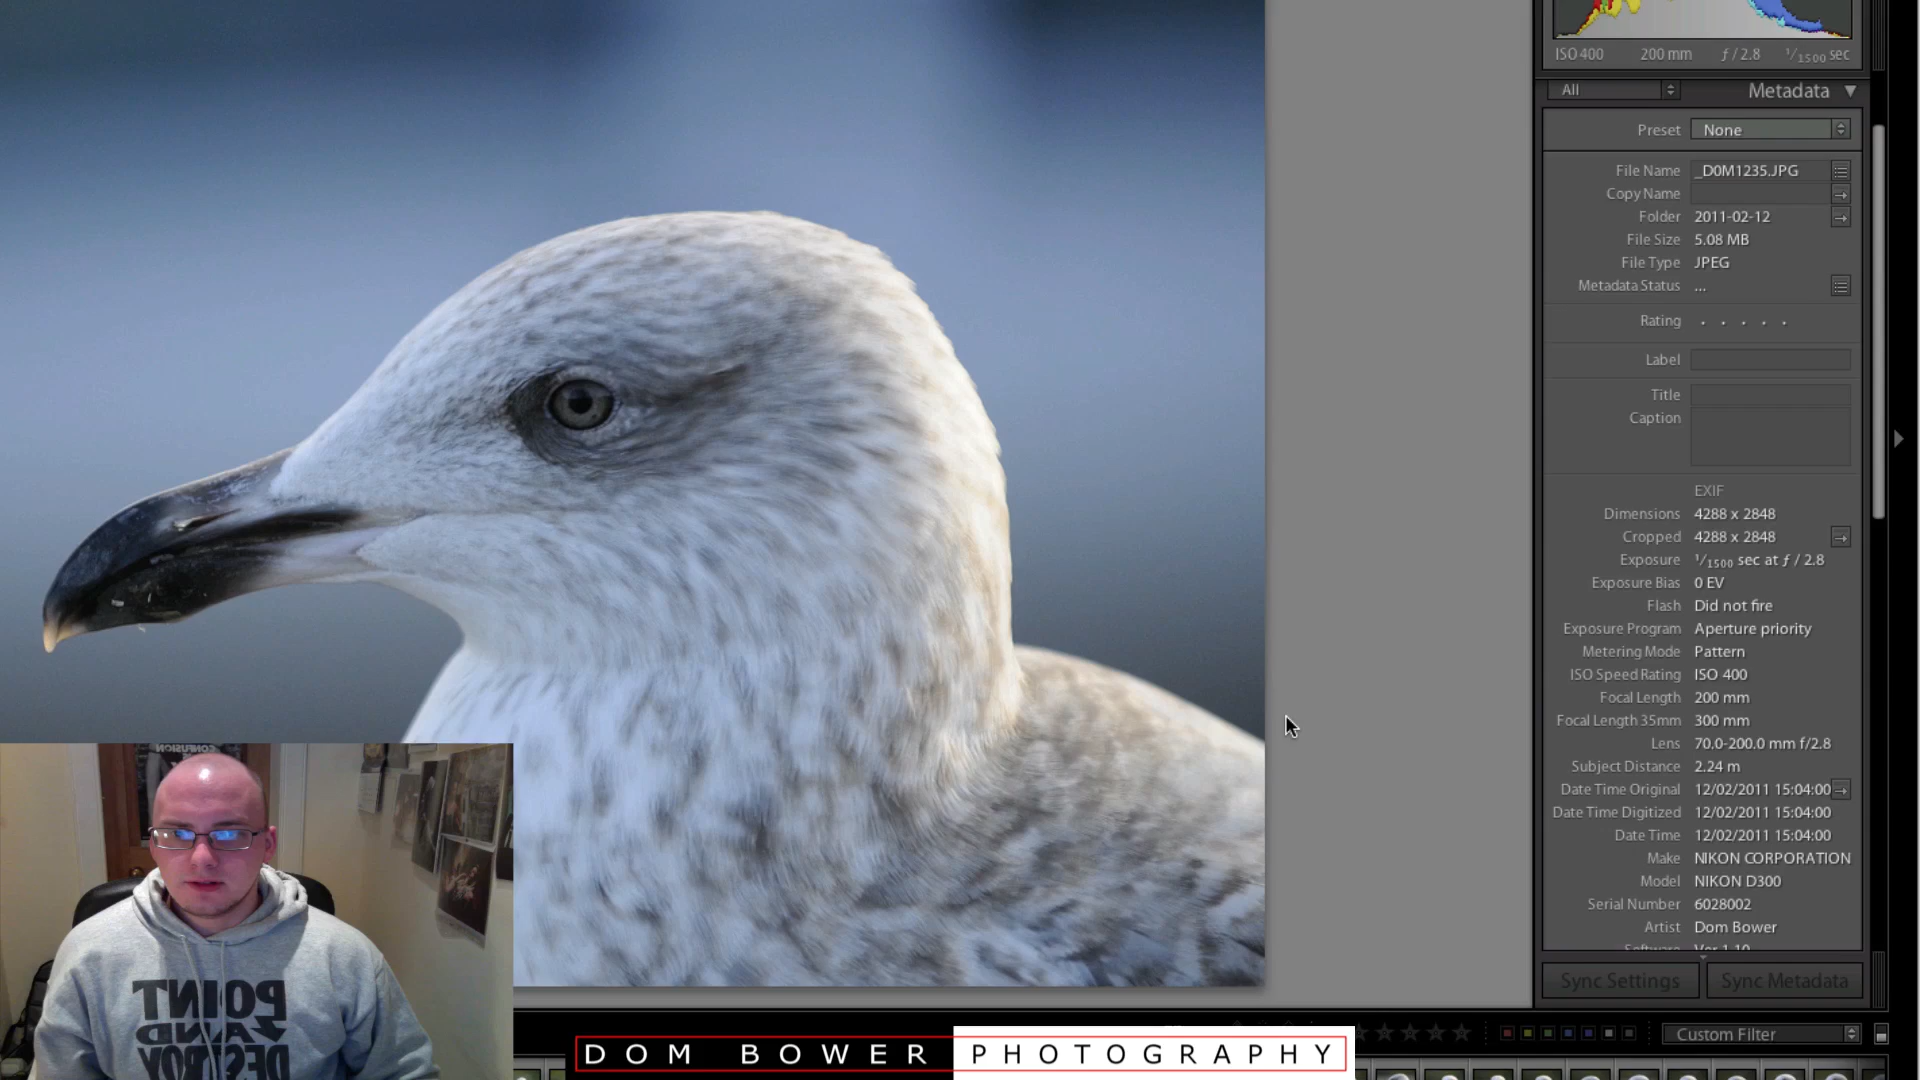 ISO 400 200 mm ƒ / 2.8 1/1500 sec
All Metadata
Preset None
File Name _D0M1235.JPG
Copy Name
Folder 2011-02-12
File Size 5.08 MB
File Type JPEG
Metadata Status ...
Rating . . . . .
Label
Title
Caption
EXIF
Dimensions 4288 x 2848
Cropped 4288 x 2848
Exposure 1/1500 sec at ƒ / 2.8
Exposure Bias 0 EV
Flash Did not fire
Exposure Program Aperture priority
Metering Mode Pattern
ISO Speed Rating ISO 400
Focal Length 200 mm
Focal Length 35mm 300 mm
Lens 70.0-200.0 mm f/2.8
Subject Distance 2.24 m
Date Time Original 12/02/2011 15:04:00
Date Time Digitized 12/02/2011 15:04:00
Date Time 12/02/2011 15:04:00
Make NIKON CORPORATION
Model NIKON D300
Serial Number 6028002
Artist Dom Bower
Software Ver 1.10
Sync Settings Sync Metadata
Custom Filter
CONFUSION
POINT
AND
DESTROY
DOM BOWER PHOTOGRAPHY